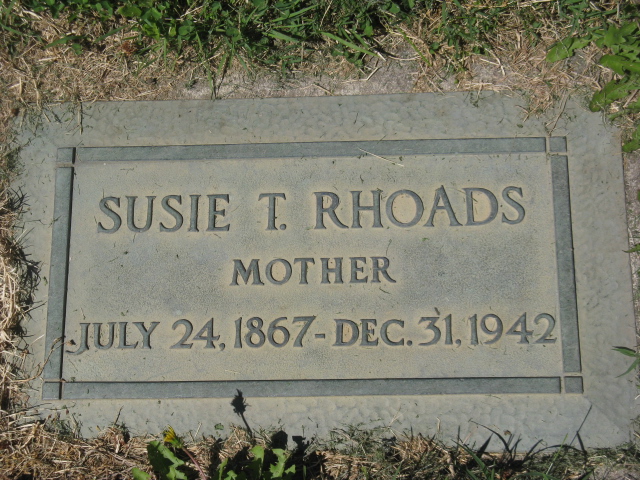 SUSIE T. RHOADS
MOTHER
JULY 24, 1867 - DEC. 31, 1942